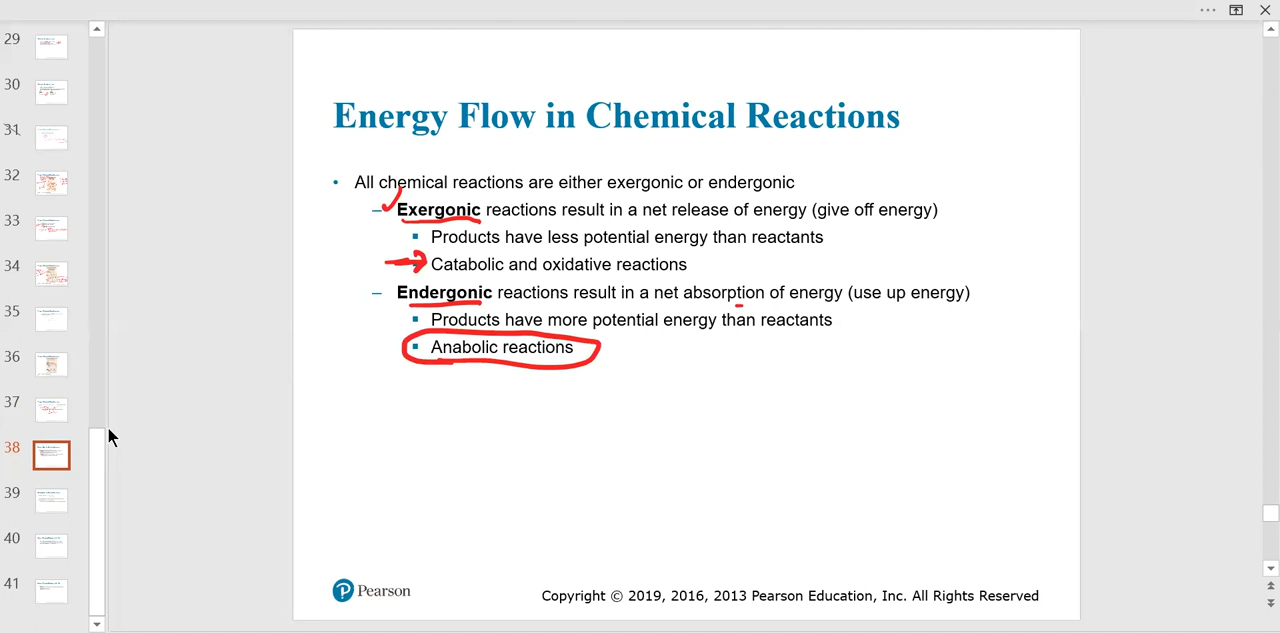 29
30
31
32
33
34
35
36
37
38
39
40
41
Energy Flow in Chemical Reactions
• All chemical reactions are either exergonic or endergonic
– Exergonic reactions result in a net release of energy (give off energy)
▪ Products have less potential energy than reactants
Catabolic and oxidative reactions
– Endergonic reactions result in a net absorption of energy (use up energy)
▪ Products have more potential energy than reactants
▪ Anabolic reactions
P Pearson
Copyright © 2019, 2016, 2013 Pearson Education, Inc. All Rights Reserved